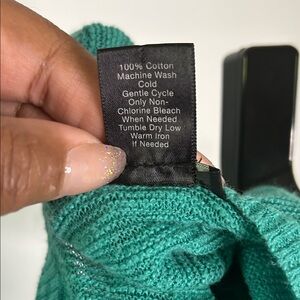 100% Cotton
Machine Wash
Cold
Gentle Cycle
Only Non-
Chlorine Bleach
When Needed
Tumble Dry Low
Warm Iron
If Needed